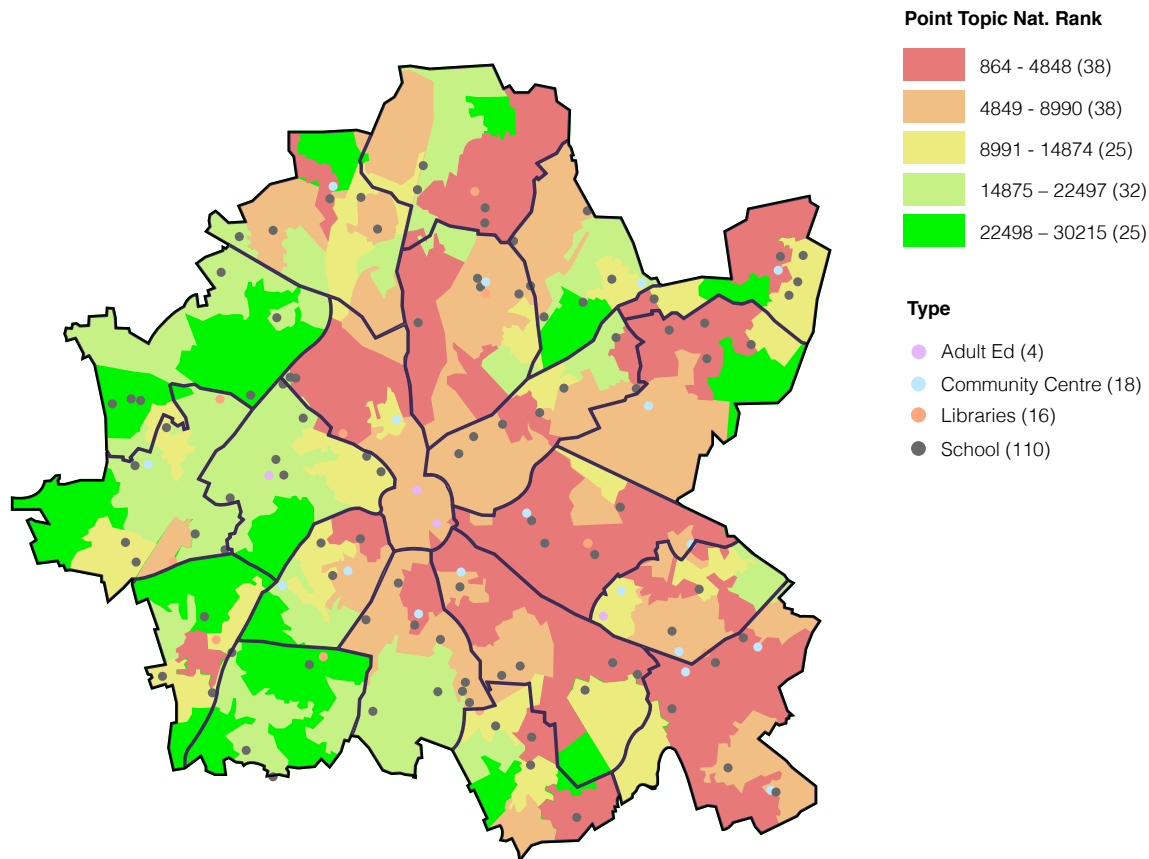 Point Topic Nat. Rank
864 - 4848 (38)
4849 - 8990 (38)
8991 - 14874 (25)
14875 – 22497 (32)
22498 – 30215 (25)
Type
Adult Ed (4)
Community Centre (18)
Libraries (16)
School (110)